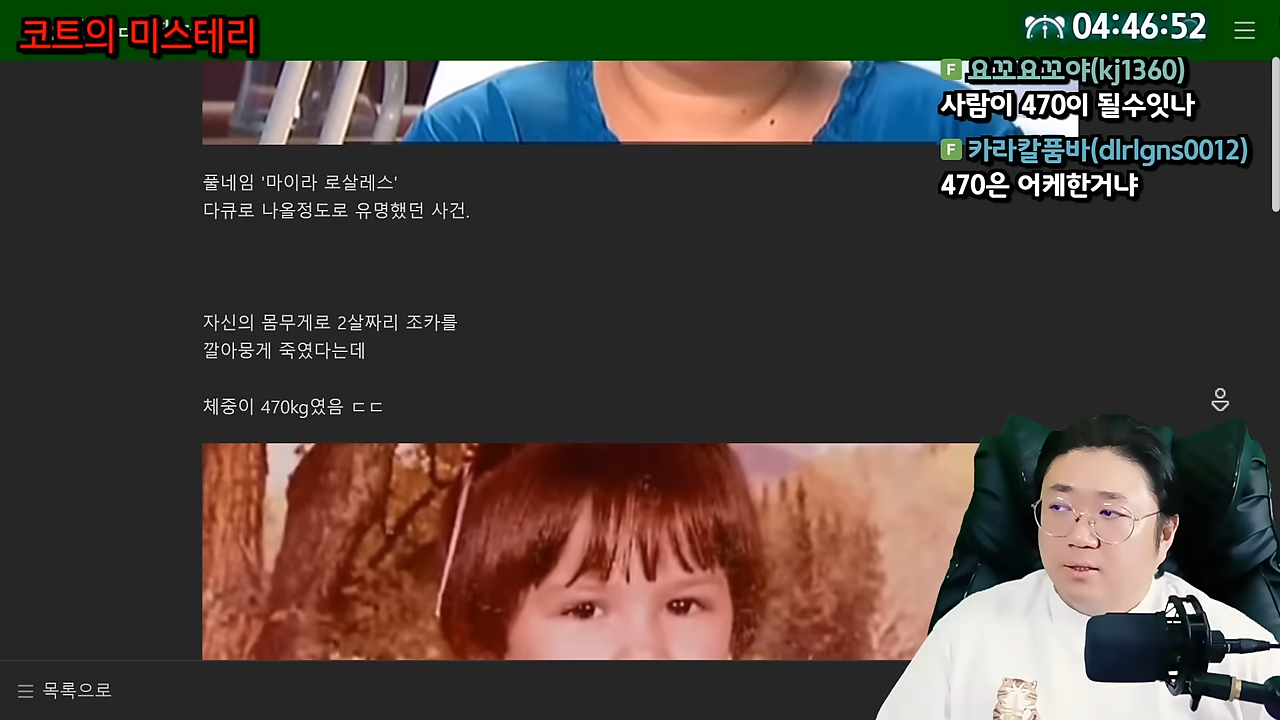 코트의 미스테리
04:46:52
요꼬요꼬야(kj1360)
사람이 470이 될수잇나
카라칼품바(dlrlgns0012)
470은 어케한거냐
풀네임 '마이라 로살레스'
다큐로 나올정도로 유명했던 사건.
자신의 몸무게로 2살짜리 조카를
깔아뭉게 죽였다는데
체중이 470kg였음 ㄷㄷ
목록으로